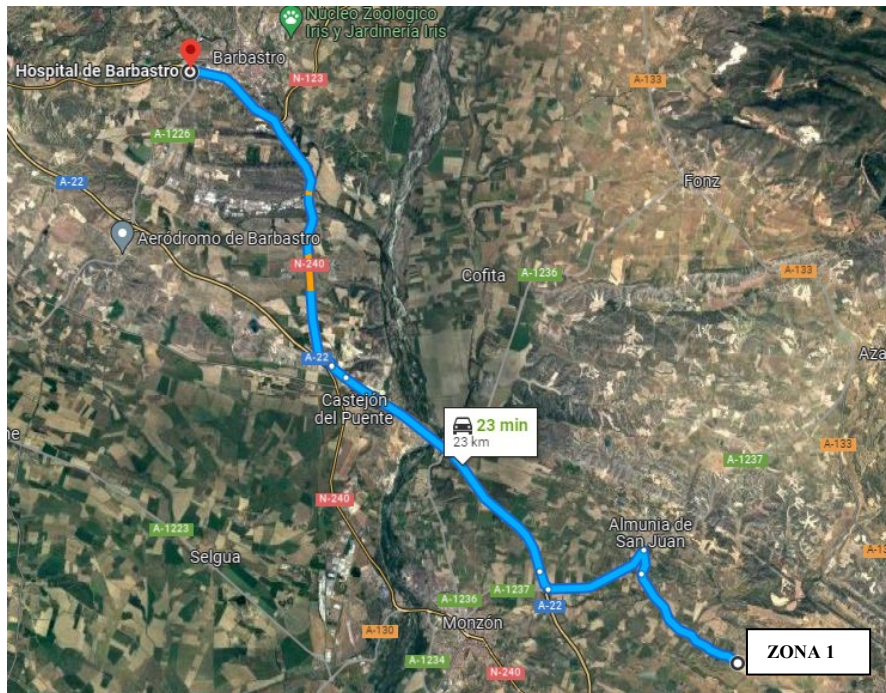 Núcleo Zoológico
Iris y Jardinería Iris
Barbastro
Hospital de Barbastro
N-123
A-133
A-1226
A-22
Fonz
Aeródromo de Barbastro
N-240
Cofita
A-1236
A-133
A-22
Aza
Castejón
del Puente
23 min
23 km
A-133
A-1237
N-240
A-1223
Almunia de
San Juan
Selgua
A-13
A-1237
A-1236
A-22
Monzón
A-130
A-1234
N-240
ZONA 1